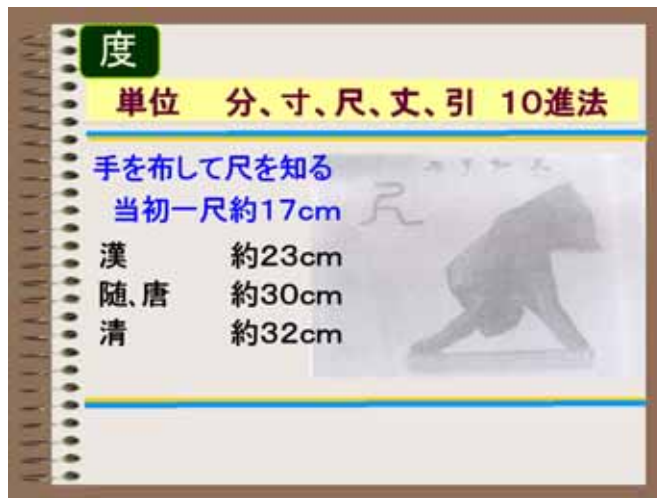 度
単位　分、寸、尺、丈、引　10進法
手を布して尺を知る
当初一尺約17cm
漢　約23cm
随、唐　約30cm
清　約32cm
尺